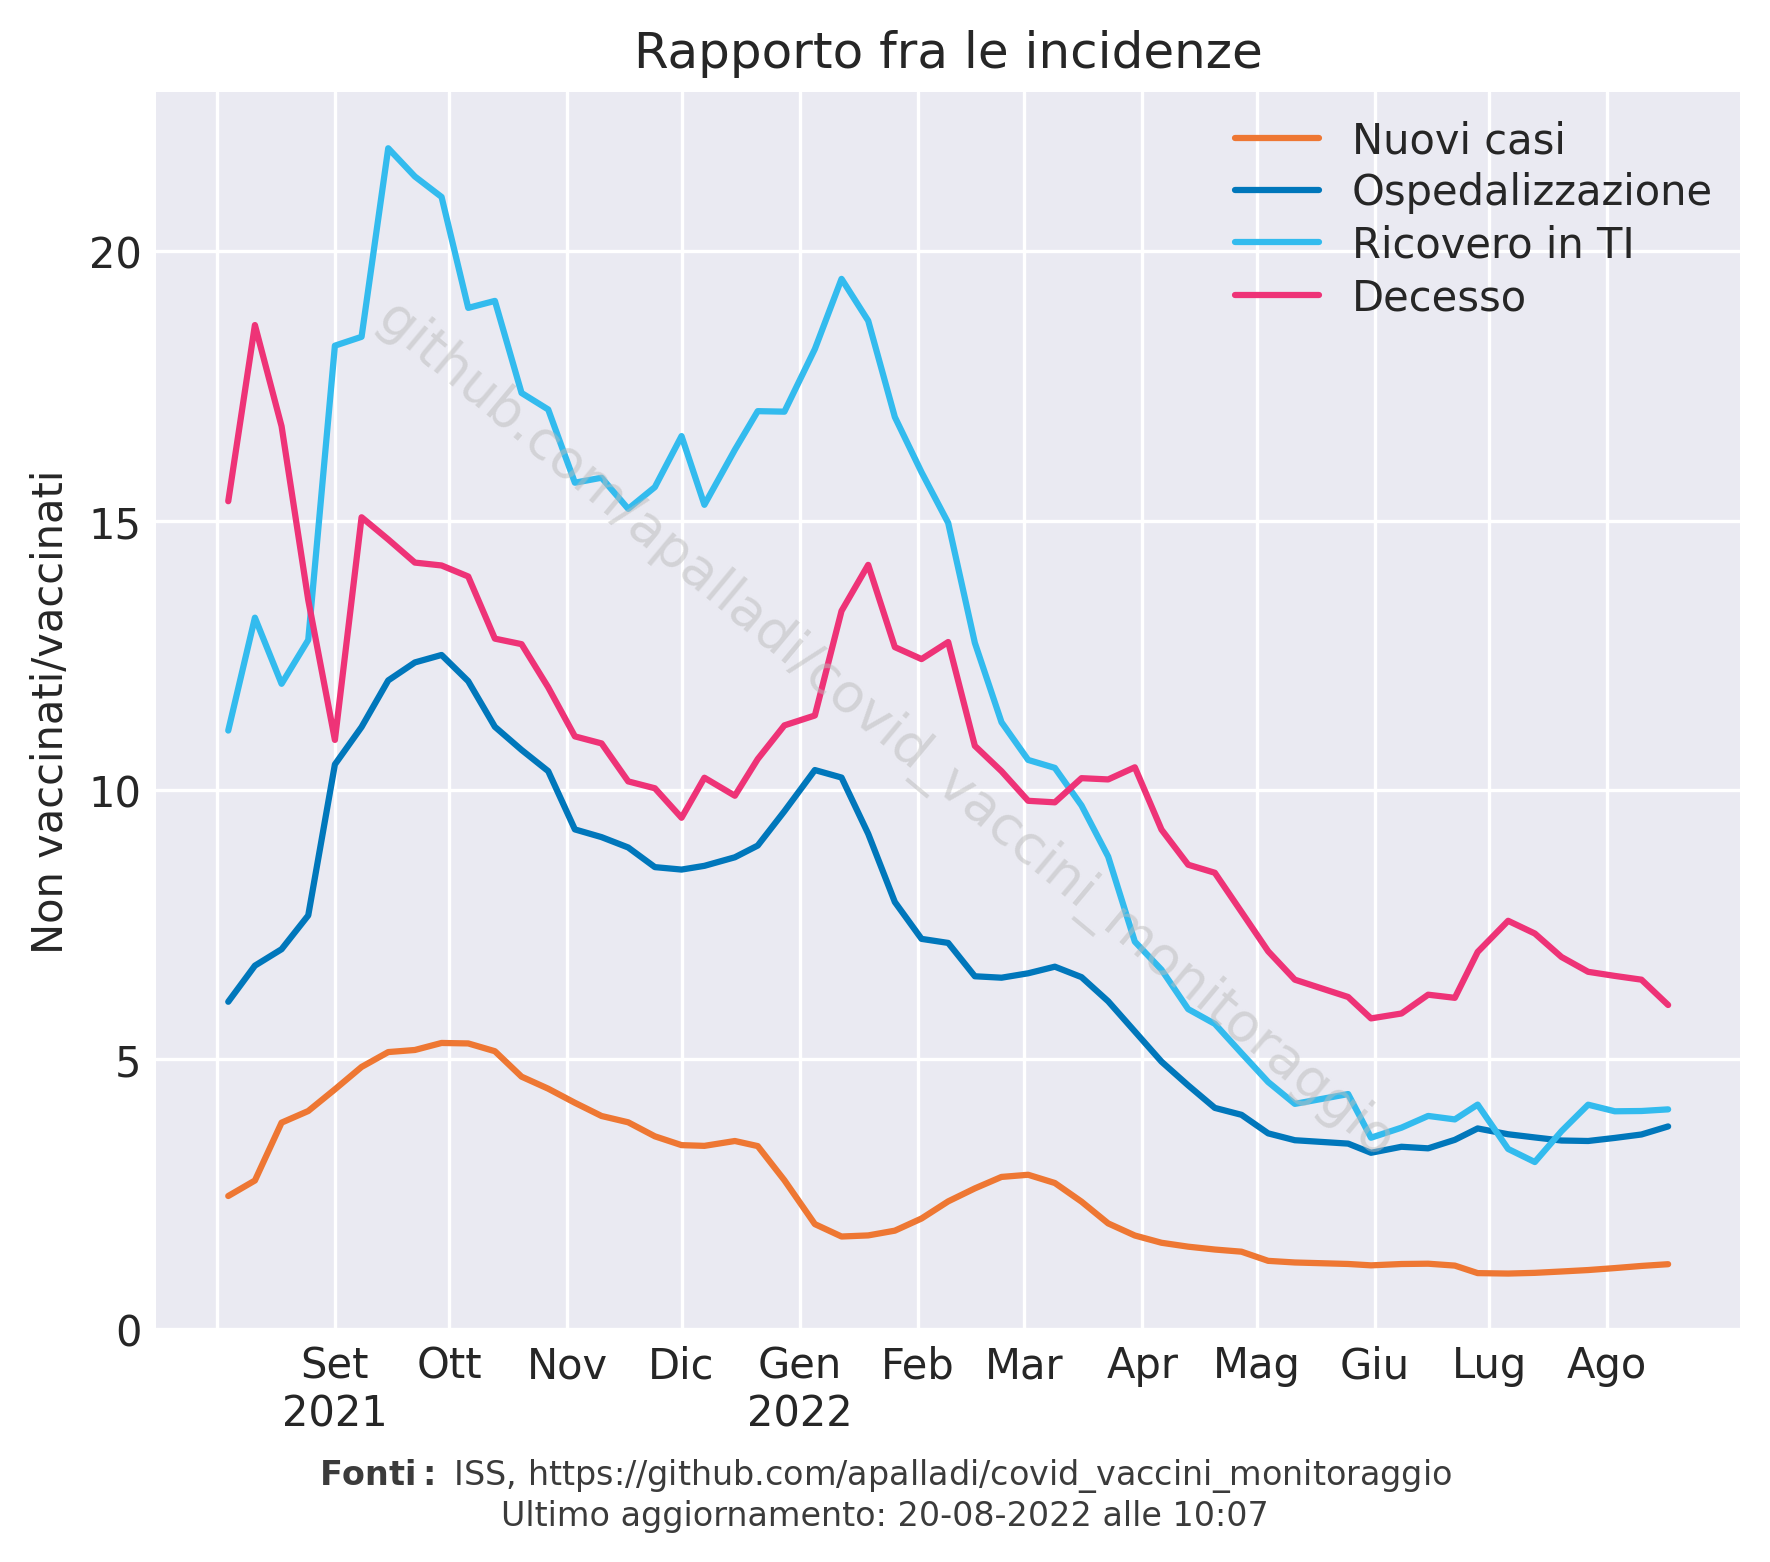 Rapporto fra le incidenze
Nuovi casi
Ospedalizzazione
Ricovero in TI
Decesso
Non vaccinati/vaccinati
20
15
10
5
0
github.com/apalladi/covid_vaccini_monitoraggio
Set Ott Nov Dic Gen Feb Mar Apr Mag Giu Lug Ago
2021 2022
Fonti: ISS, https://github.com/apalladi/covid_vaccini_monitoraggio
Ultimo aggiornamento: 20-08-2022 alle 10:07